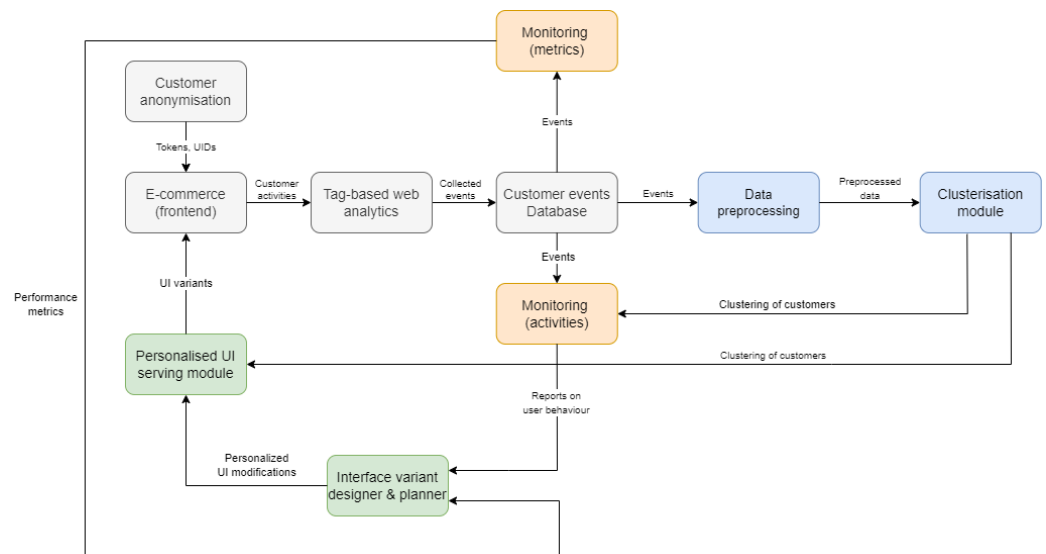 Monitoring
(metrics)
Customer
anonymisation
Events
Tokens, UIDs
E-commerce
(frontend)
Customer
activities
Tag-based web
analytics
Collected
events
Customer events
Database
Events
Data
preprocessing
Preprocessed
data
Clusterisation
module
Events
UI variants
Performance
metrics
Monitoring
(activities)
Clustering of customers
Personalised UI
serving module
Clustering of customers
Reports on
user behaviour
Personalized
UI modifications
Interface variant
designer & planner